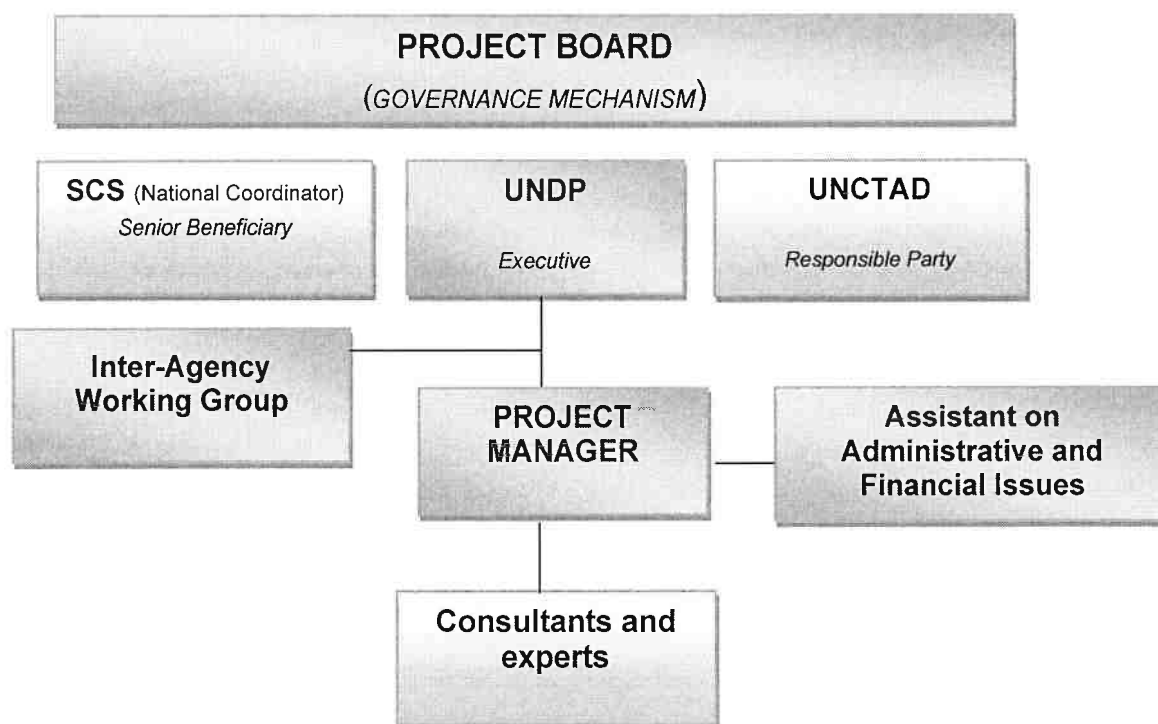 PROJECT BOARD
(GOVERNANCE MECHANISM)
SCS (National Coordinator)
Senior Beneficiary
UNDP
Executive
UNCTAD
Responsible Party
Inter-Agency
Working Group
PROJECT
MANAGER
Assistant on
Administrative and
Financial Issues
Consultants and
experts